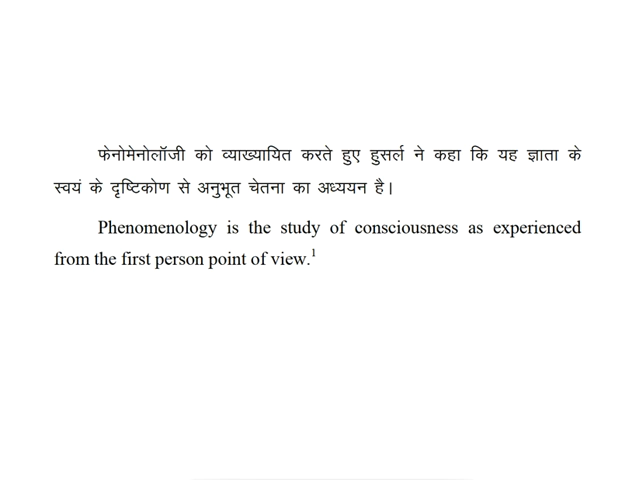 फेनोमेनोलॉजी को व्याख्यायित करते हुए हुसर्ल ने कहा कि यह ज्ञाता के
स्वयं के दृष्टिकोण से अनुभूत चेतना का अध्ययन है।
Phenomenology is the study of consciousness as experienced
from the first person point of view.¹